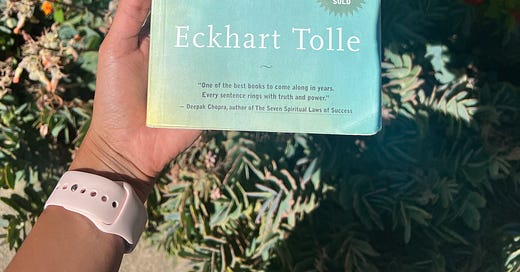 SOLD
Eckhart Tolle
~
"One of the best books to come along in years.
Every sentence rings with truth and power."
— Deepak Chopra, author of The Seven Spiritual Laws of Success